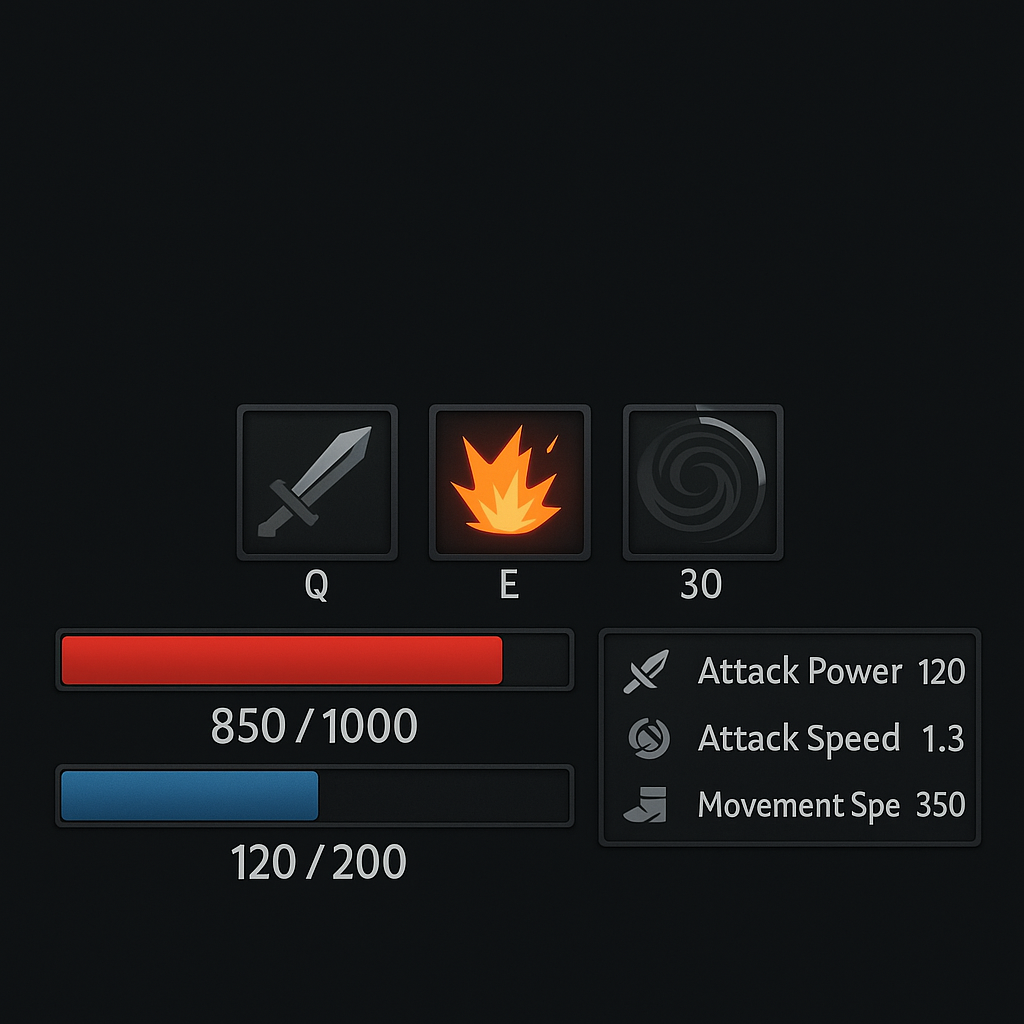 Q
E
30
850 / 1000
120 / 200
Attack Power 120
Attack Speed 1.3
Movement Spe 350